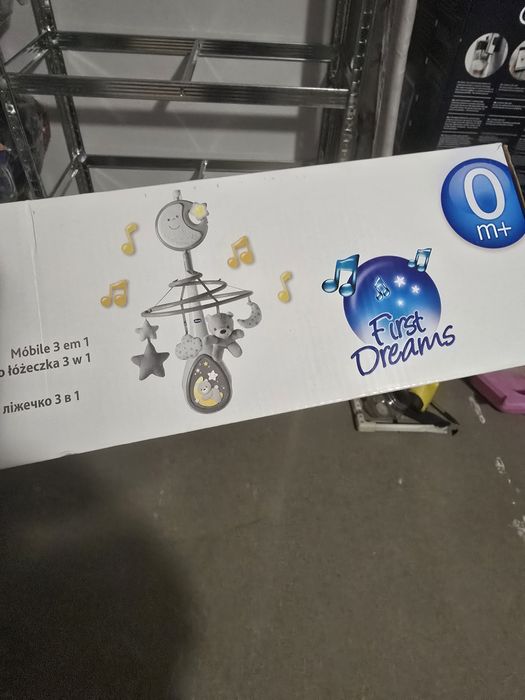 0
m+
First
Dreams
Móbile 3 em 1
łóżeczka 3 w 1
ліжечко 3 в 1